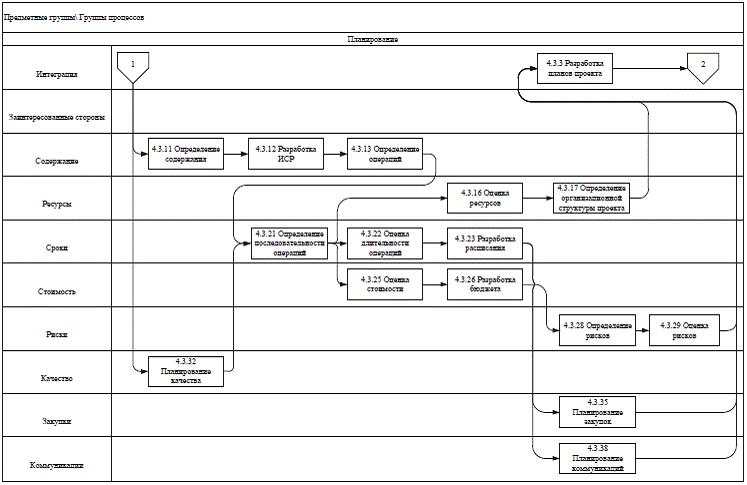 Предметные группы\ Группы процессов
Планирование
Интеграция
1
4.3.3 Разработка
планов проекта
2
Заинтересованные стороны
Содержание
4.3.11 Определение
содержания
4.3.12 Разработка
ИСР
4.3.13 Определение
операций
Ресурсы
4.3.16 Оценка
ресурсов
4.3.17 Определение
организационной
структуры проекта
Сроки
4.3.21 Определение
последовательности
операций
4.3.22 Оценка
длительности
операций
4.3.23 Разработка
расписания
Стоимость
4.3.25 Оценка
стоимости
4.3.26 Разработка
бюджета
Риски
4.3.28 Определение
рисков
4.3.29 Оценка
рисков
Качество
4.3.32
Планирование
качества
Закупки
4.3.35
Планирование
закупок
Коммуникации
4.3.38
Планирование
коммуникаций